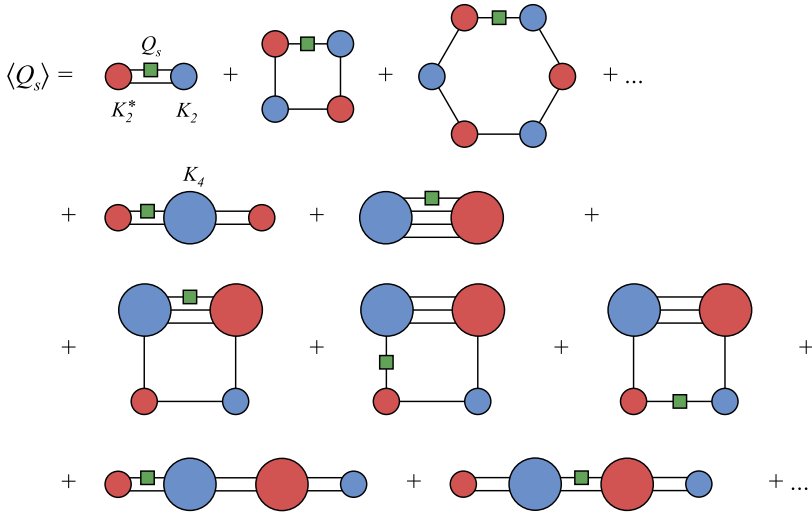 Q_s
⟨Q_s⟩ = + + + ...
K_2^* K_2
K_4
+ + +
+ + + +
+ + + ...